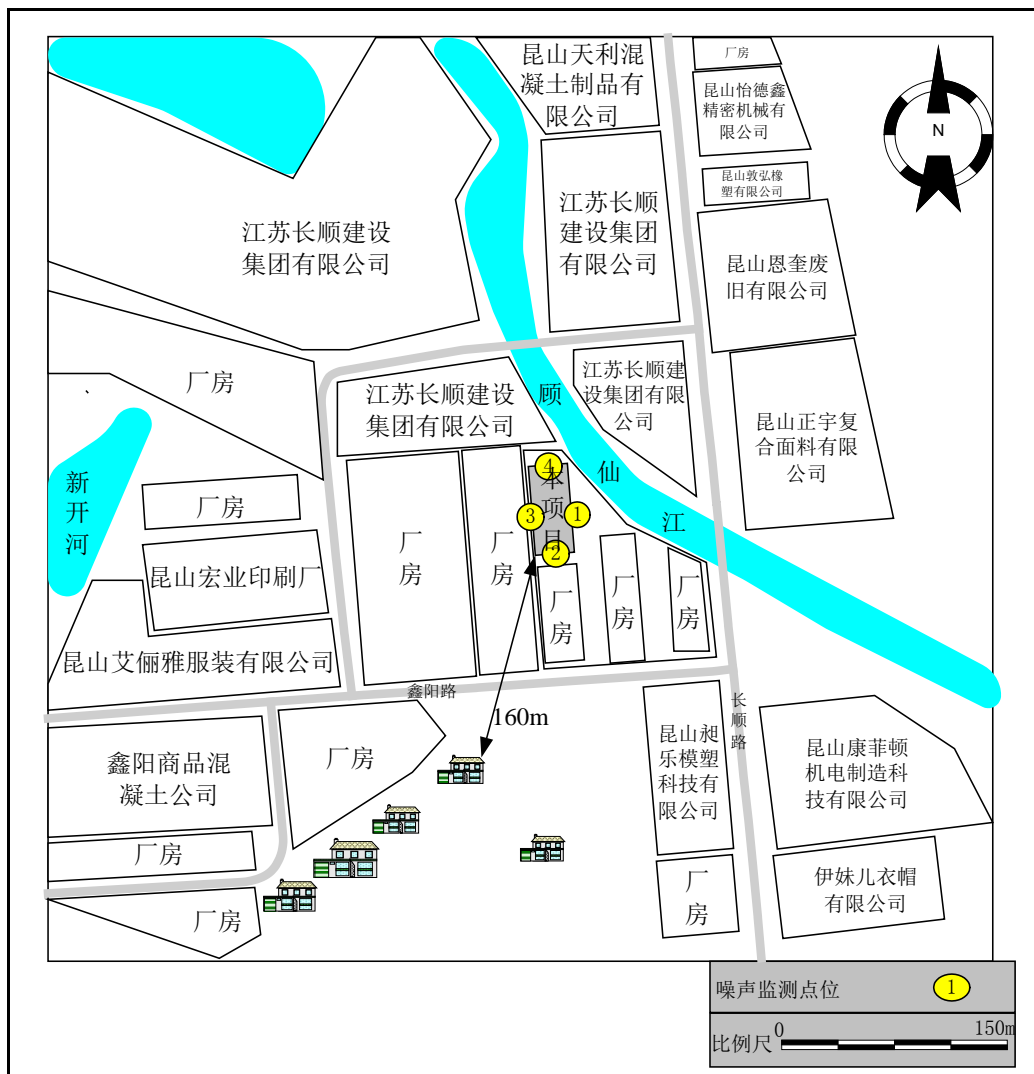 昆山天利混
凝土制品有
限公司
厂房
昆山怡德鑫
精密机械有
限公司
N
昆山敦弘橡
塑有限公司
江苏长顺建设
集团有限公司
江苏长顺
建设集团
有限公司
昆山恩奎废
旧有限公司
厂房
江苏长顺建设
集团有限公司
顾
仙
江
江苏长顺建
设集团有限
公司
昆山正宇复
合面料有限
公司
新
开
河
厂房
昆山宏业印刷厂
昆山艾俪雅服装有限公司
厂
房
厂
房
4
本
项
目
3
1
2
厂
房
厂
房
厂
房
鑫阳路
160m
长
顺
路
鑫阳商品混
凝土公司
厂房
昆山昶
乐模塑
科技有
限公司
昆山康菲顿
机电制造科
技有限公司
厂房
厂房
厂
房
伊妹儿衣帽
有限公司
噪声监测点位
1
比例尺
0
150m